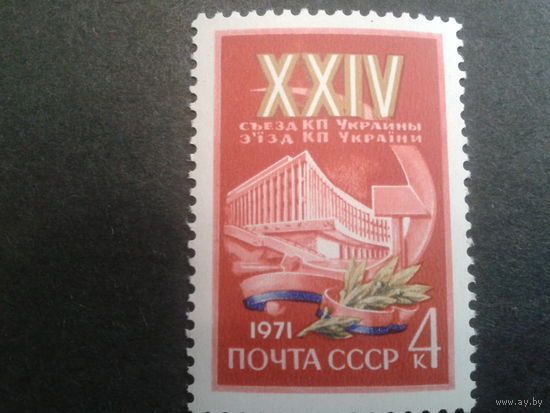 XXIV
СЪЕЗД КП УКРАИНЫ
З'ЇЗД КП УКРАЇНИ
1971
ПОЧТА СССР
4
К
www.ay.by